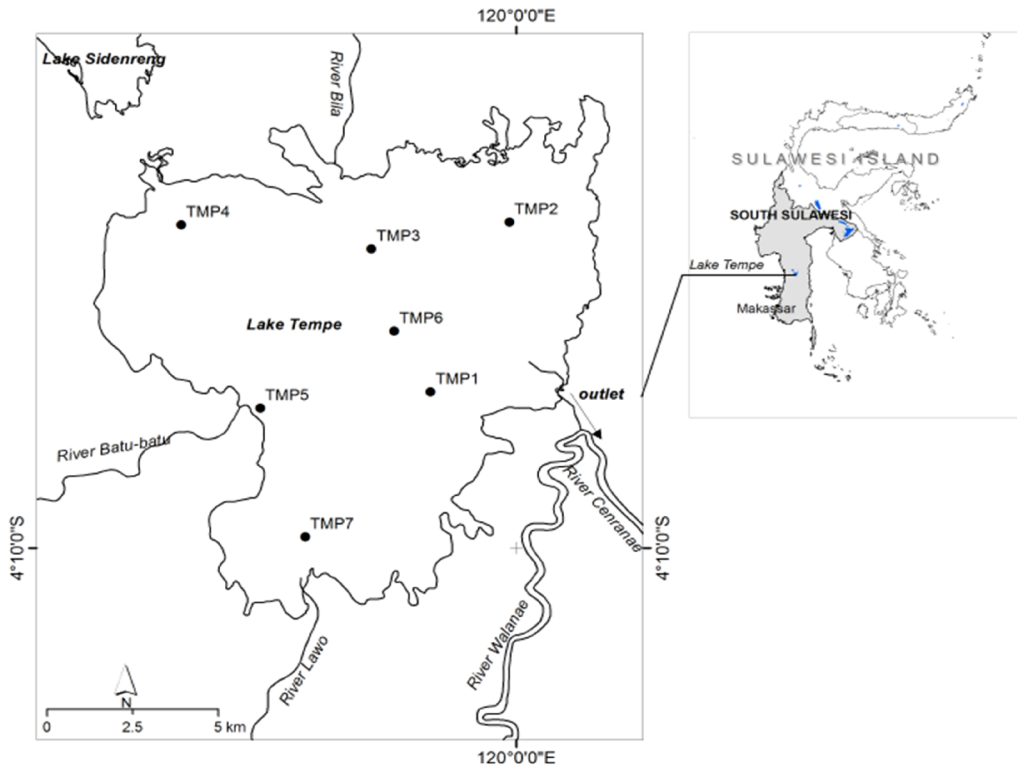 120°0'0"E
Lake Sidenreng
River Bila
TMP4
TMP3
TMP2
Lake Tempe
TMP6
TMP1
TMP5
outlet
River Batu-batu
River Cenranae
TMP7
4°10'0"S
4°10'0"S
River Walanae
River Lawo
N
0 2.5 5 km
120°0'0"E
SULAWESI ISLAND
SOUTH SULAWESI
Lake Tempe
Makassar